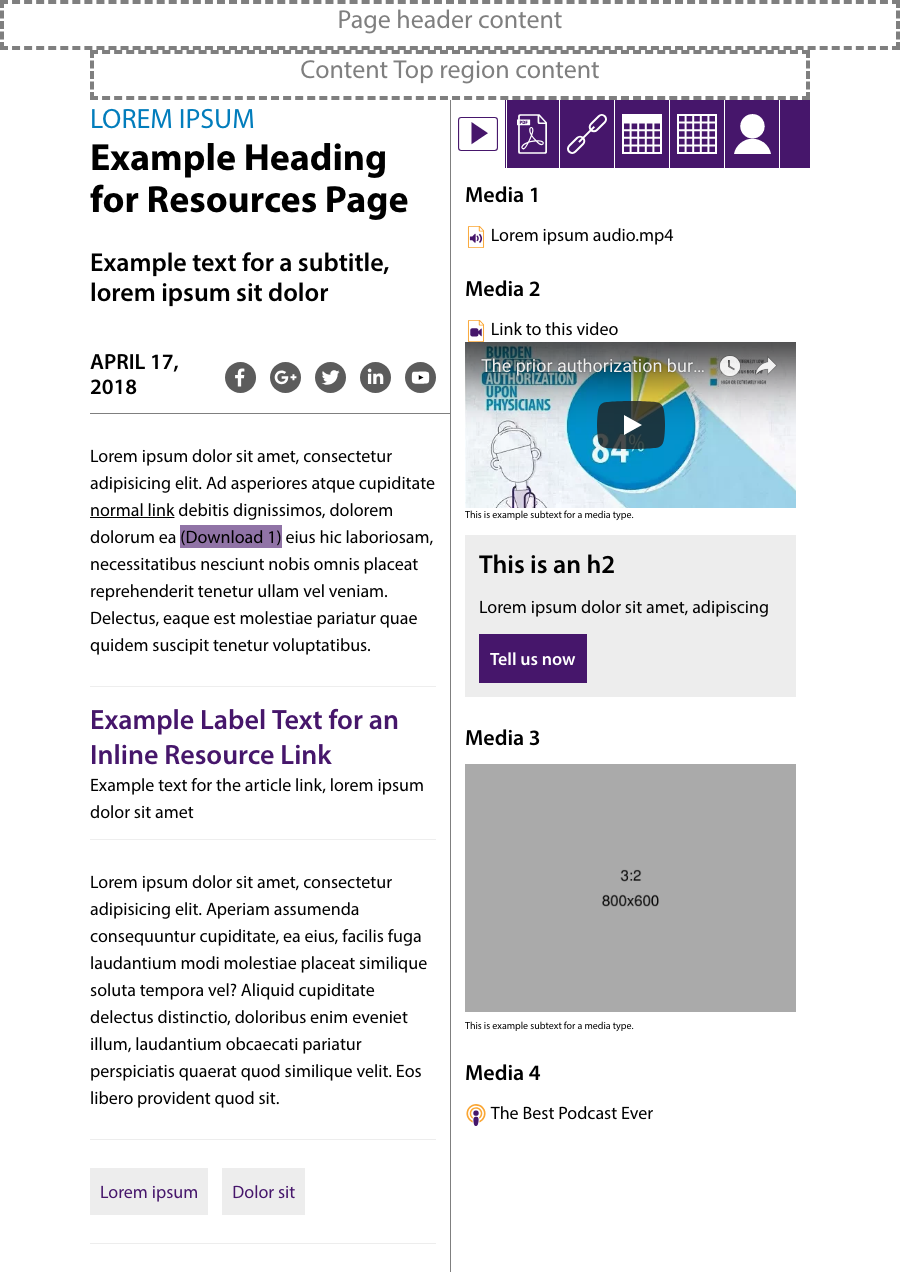 Page header content
Content Top region content
LOREM IPSUM
Example Heading
for Resources Page
Example text for a subtitle,
lorem ipsum sit dolor
APRIL 17,
2018
Lorem ipsum dolor sit amet, consectetur
adipisicing elit. Ad asperiores atque cupiditate
normal link debitis dignissimos, dolorem
dolorum ea (Download 1) eius hic laboriosam,
necessitatibus nesciunt nobis omnis placeat
reprehenderit tenetur ullam vel veniam.
Delectus, eaque est molestiae pariatur quae
quidem suscipit tenetur voluptatibus.
Example Label Text for an
Inline Resource Link
Example text for the article link, lorem ipsum
dolor sit amet
Lorem ipsum dolor sit amet, consectetur
adipisicing elit. Aperiam assumenda
consequuntur cupiditate, ea eius, facilis fuga
laudantium modi molestiae placeat similique
soluta tempora vel? Aliquid cupiditate
delectus distinctio, doloribus enim eveniet
illum, laudantium obcaecati pariatur
perspiciatis quaerat quod similique velit. Eos
libero provident quod sit.
Lorem ipsum
Dolor sit
PDF
Media 1
Lorem ipsum audio.mp4
Media 2
Link to this video
The prior authorization bur...
BURDEN
AUTHORIZATION
UPON
PHYSICIANS
84%
This is example subtext for a media type.
This is an h2
Lorem ipsum dolor sit amet, adipiscing
Tell us now
Media 3
3:2
800x600
This is example subtext for a media type.
Media 4
The Best Podcast Ever